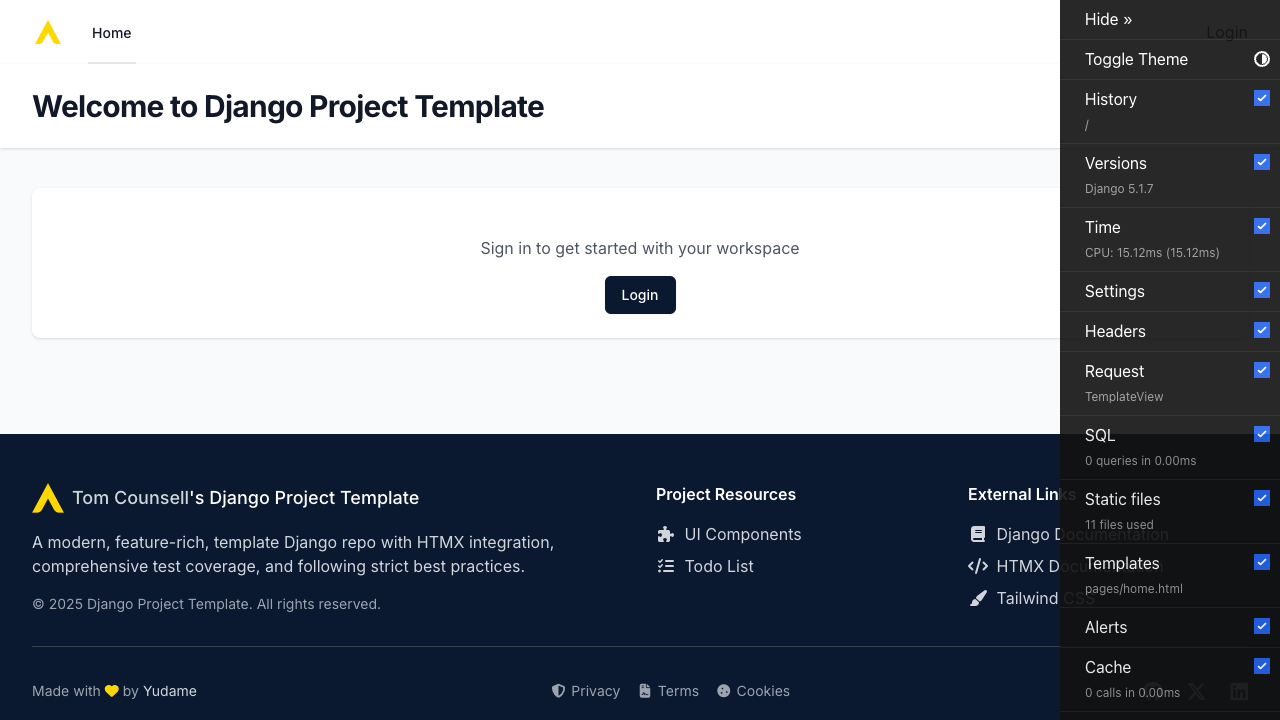 Home
Login
Welcome to Django Project Template
Sign in to get started with your workspace
Login
Tom Counsell's Django Project Template
A modern, feature-rich, template Django repo with HTMX integration,
comprehensive test coverage, and following strict best practices.
© 2025 Django Project Template. All rights reserved.
Project Resources
UI Components
Todo List
External Links
Django Documentation
HTMX Docu
Tailwind CSS
Made with by Yudame
Privacy
Terms
Cookies
Hide »
Toggle Theme
History
/
Versions
Django 5.1.7
Time
CPU: 15.12ms (15.12ms)
Settings
Headers
Request
TemplateView
SQL
0 queries in 0.00ms
Static files
11 files used
Templates
pages/home.html
Alerts
Cache
0 calls in 0.00ms